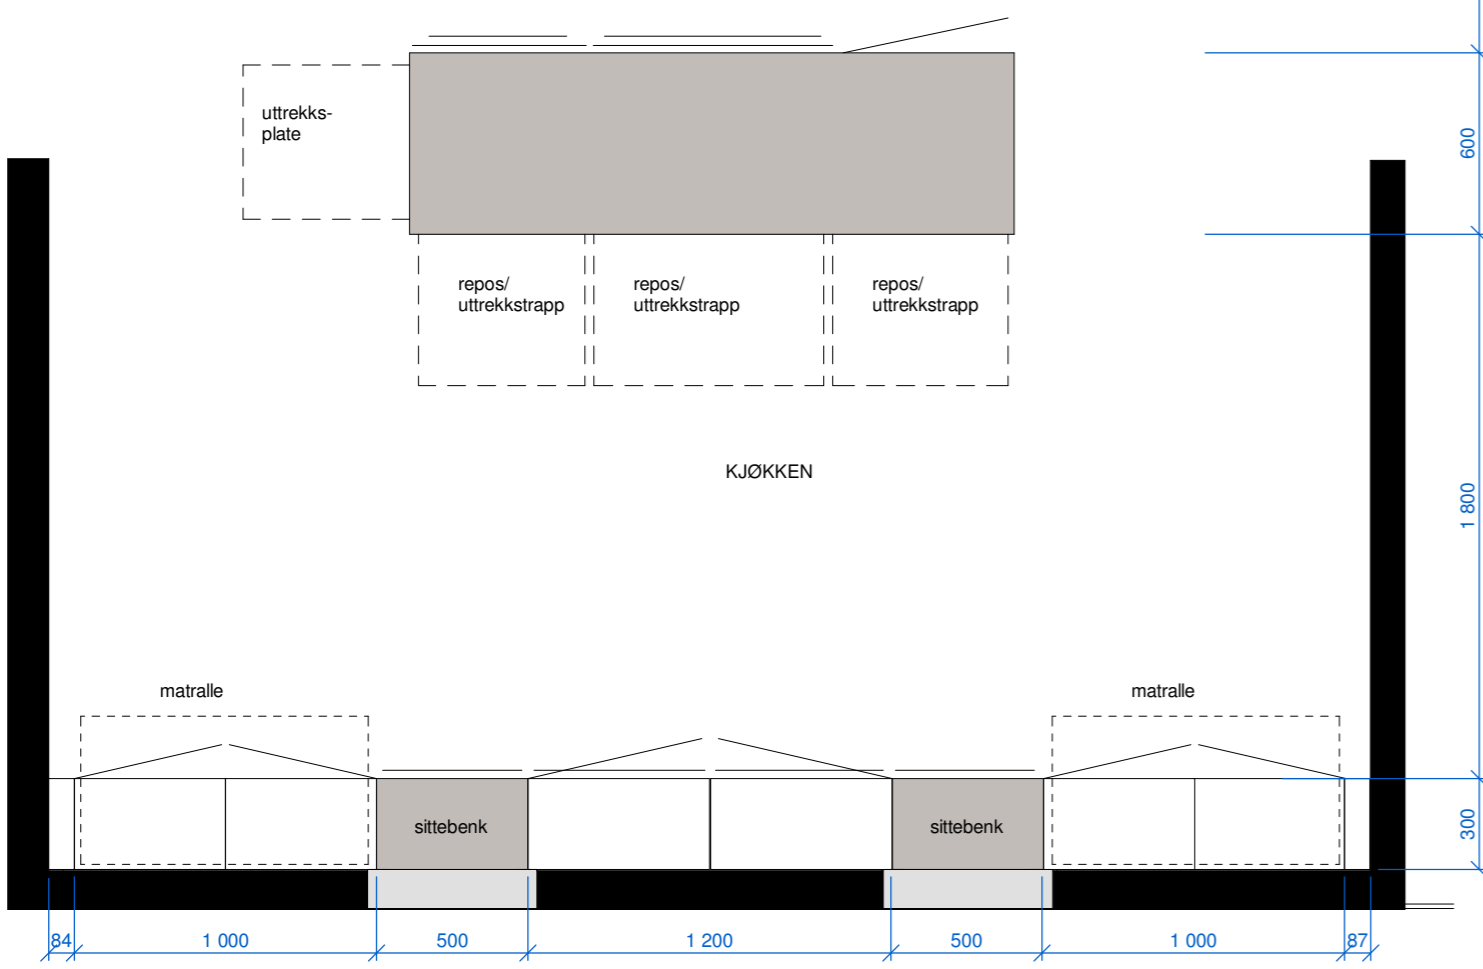 uttrekks-
plate
600
repos/
uttrekkstrapp
repos/
uttrekkstrapp
repos/
uttrekkstrapp
KJØKKEN
1 800
matralle
matralle
sittebenk
sittebenk
300
84
1 000
500
1 200
500
1 000
87